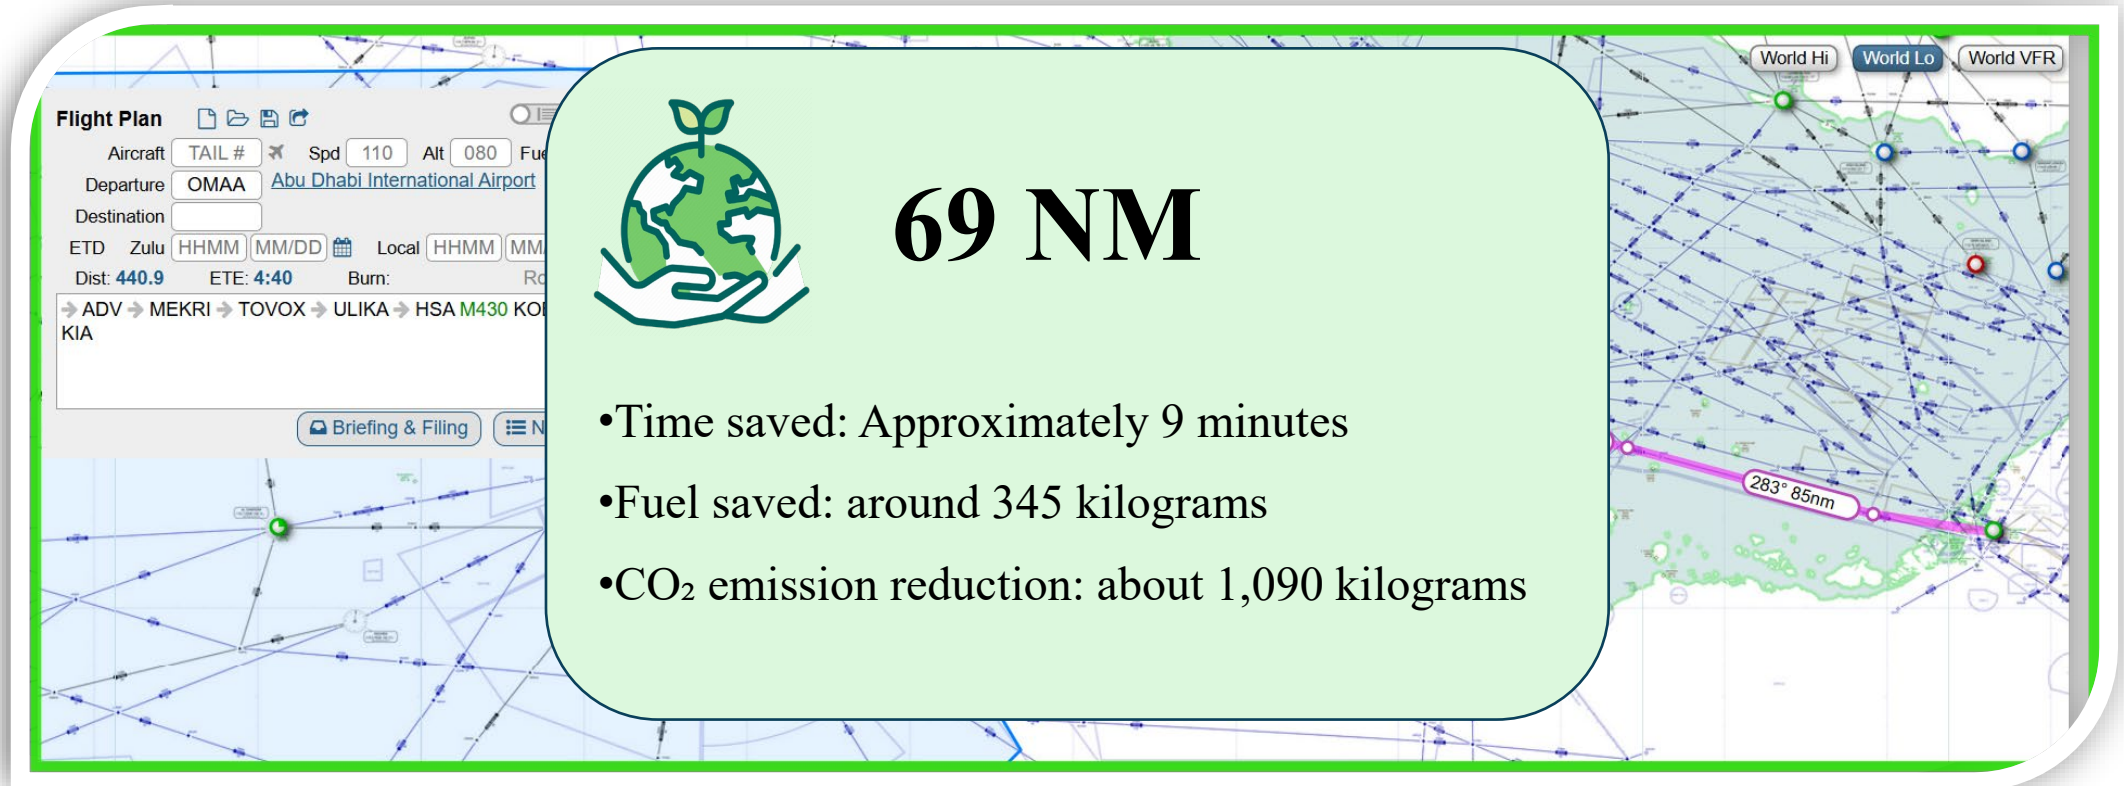 World Hi World Lo World VFR
Flight Plan
Aircraft TAIL # Spd 110 Alt 080
Departure OMAA Abu Dhabi International Airport
Destination
ETD Zulu HHMM MM/DD Local HHMM
Dist: 440.9 ETE: 4:40 Burn:
ADV MEKRI TOVOX ULIKA HSA M430
KIA
Briefing & Filing
69 NM
•Time saved: Approximately 9 minutes
•Fuel saved: around 345 kilograms
•CO₂ emission reduction: about 1,090 kilograms
283° 85nm